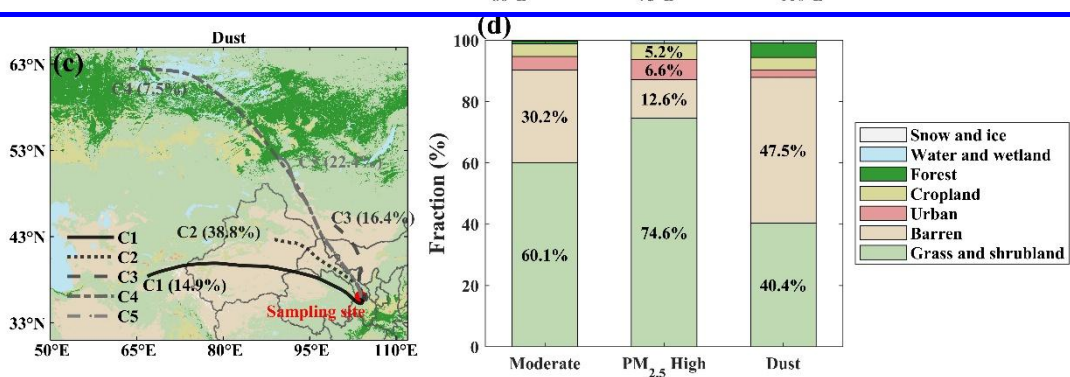 Dust
(c)
63°N
53°N
43°N
33°N
C4 (7.5%)
C3 (16.4%)
C2 (38.8%)
C1 (14.9%)
C1
C2
C3
C4
C5
Sampling site
50°E 65°E 80°E 95°E 110°E
(d)
Fraction (%)
100
80
60
40
20
0
30.2%
60.1%
5.2%
6.6%
12.6%
74.6%
47.5%
40.4%
Moderate PM2.5 High Dust
Snow and ice
Water and wetland
Forest
Cropland
Urban
Barren
Grass and shrubland